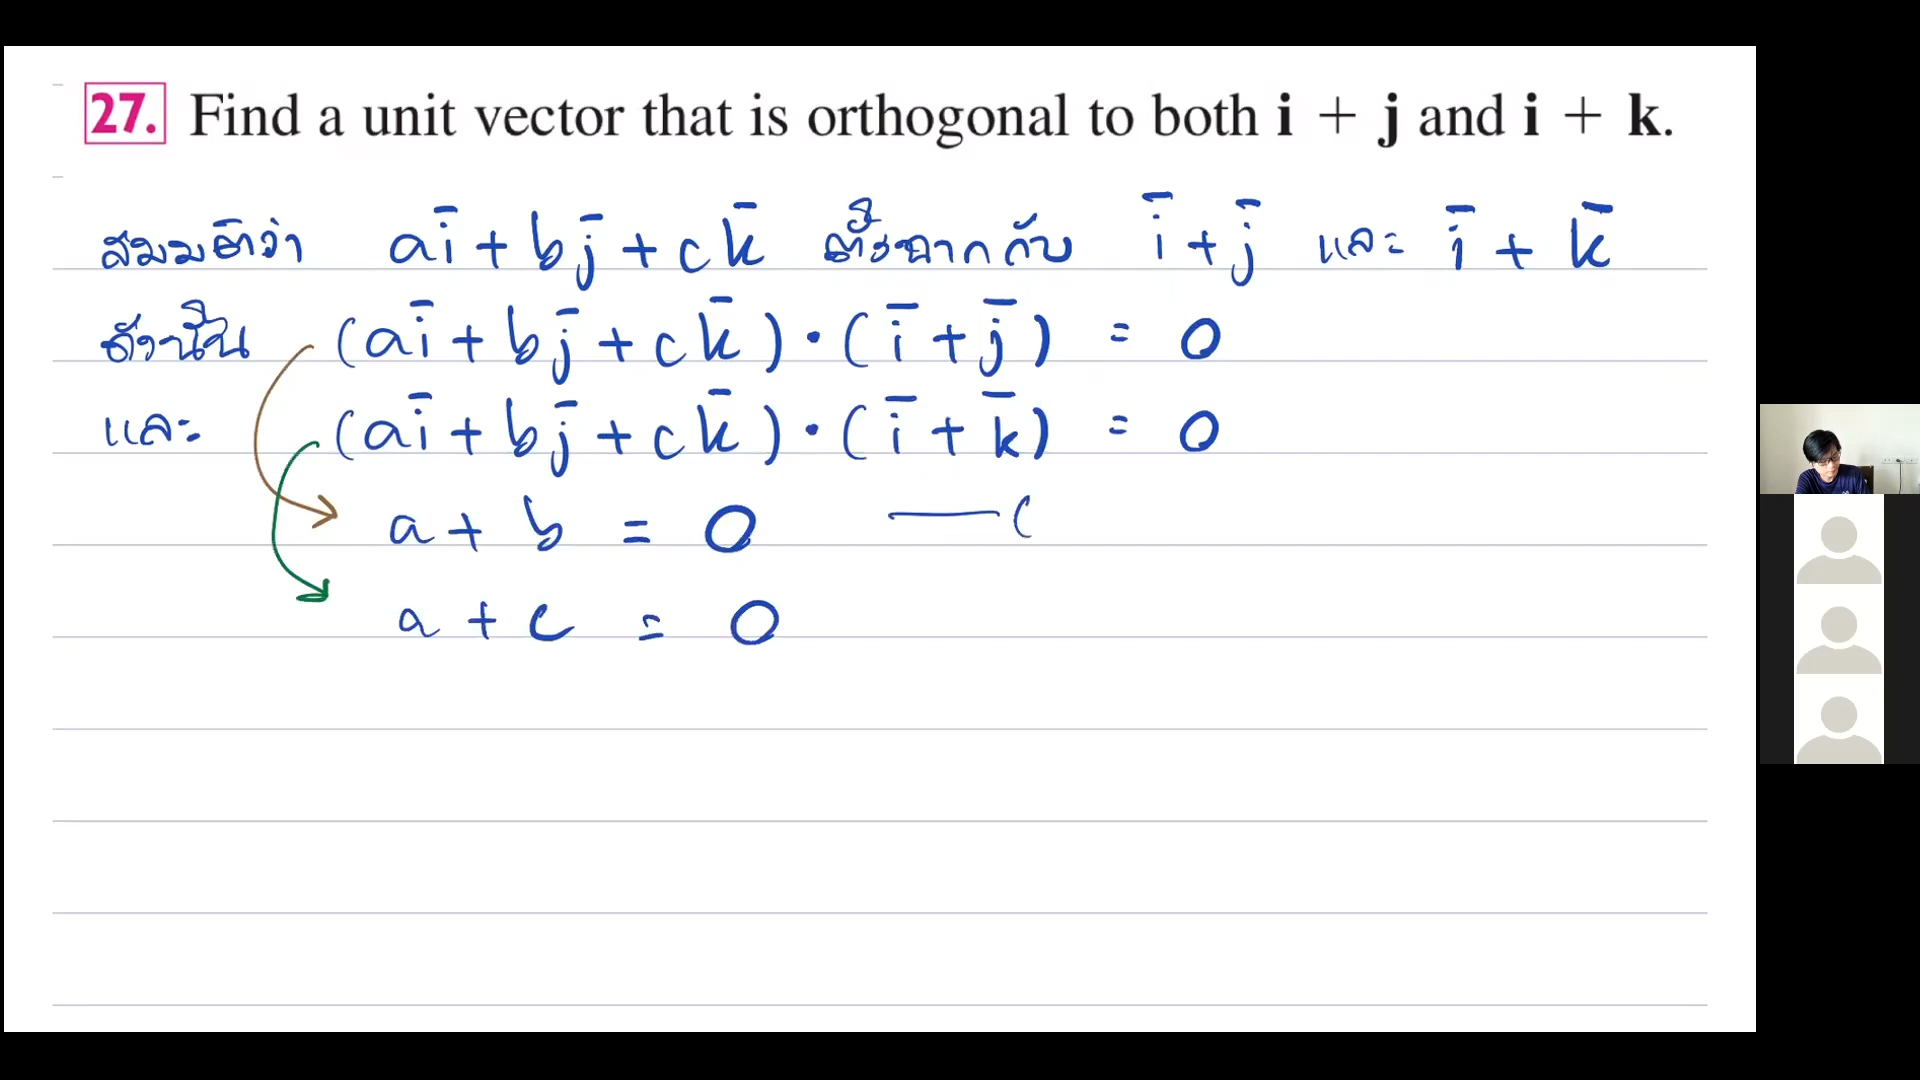 27. Find a unit vector that is orthogonal to both i + j and i + k.
สมมติว่า ai̅ + bj̅ + ck̅ ตั้งฉากกับ i̅ + j̅ และ i̅ + k̅
ดังนั้น (ai̅ + bj̅ + ck̅) · (i̅ + j̅) = 0
และ (ai̅ + bj̅ + ck̅) · (i̅ + k̅) = 0
a + b = 0 —— (
a + c = 0